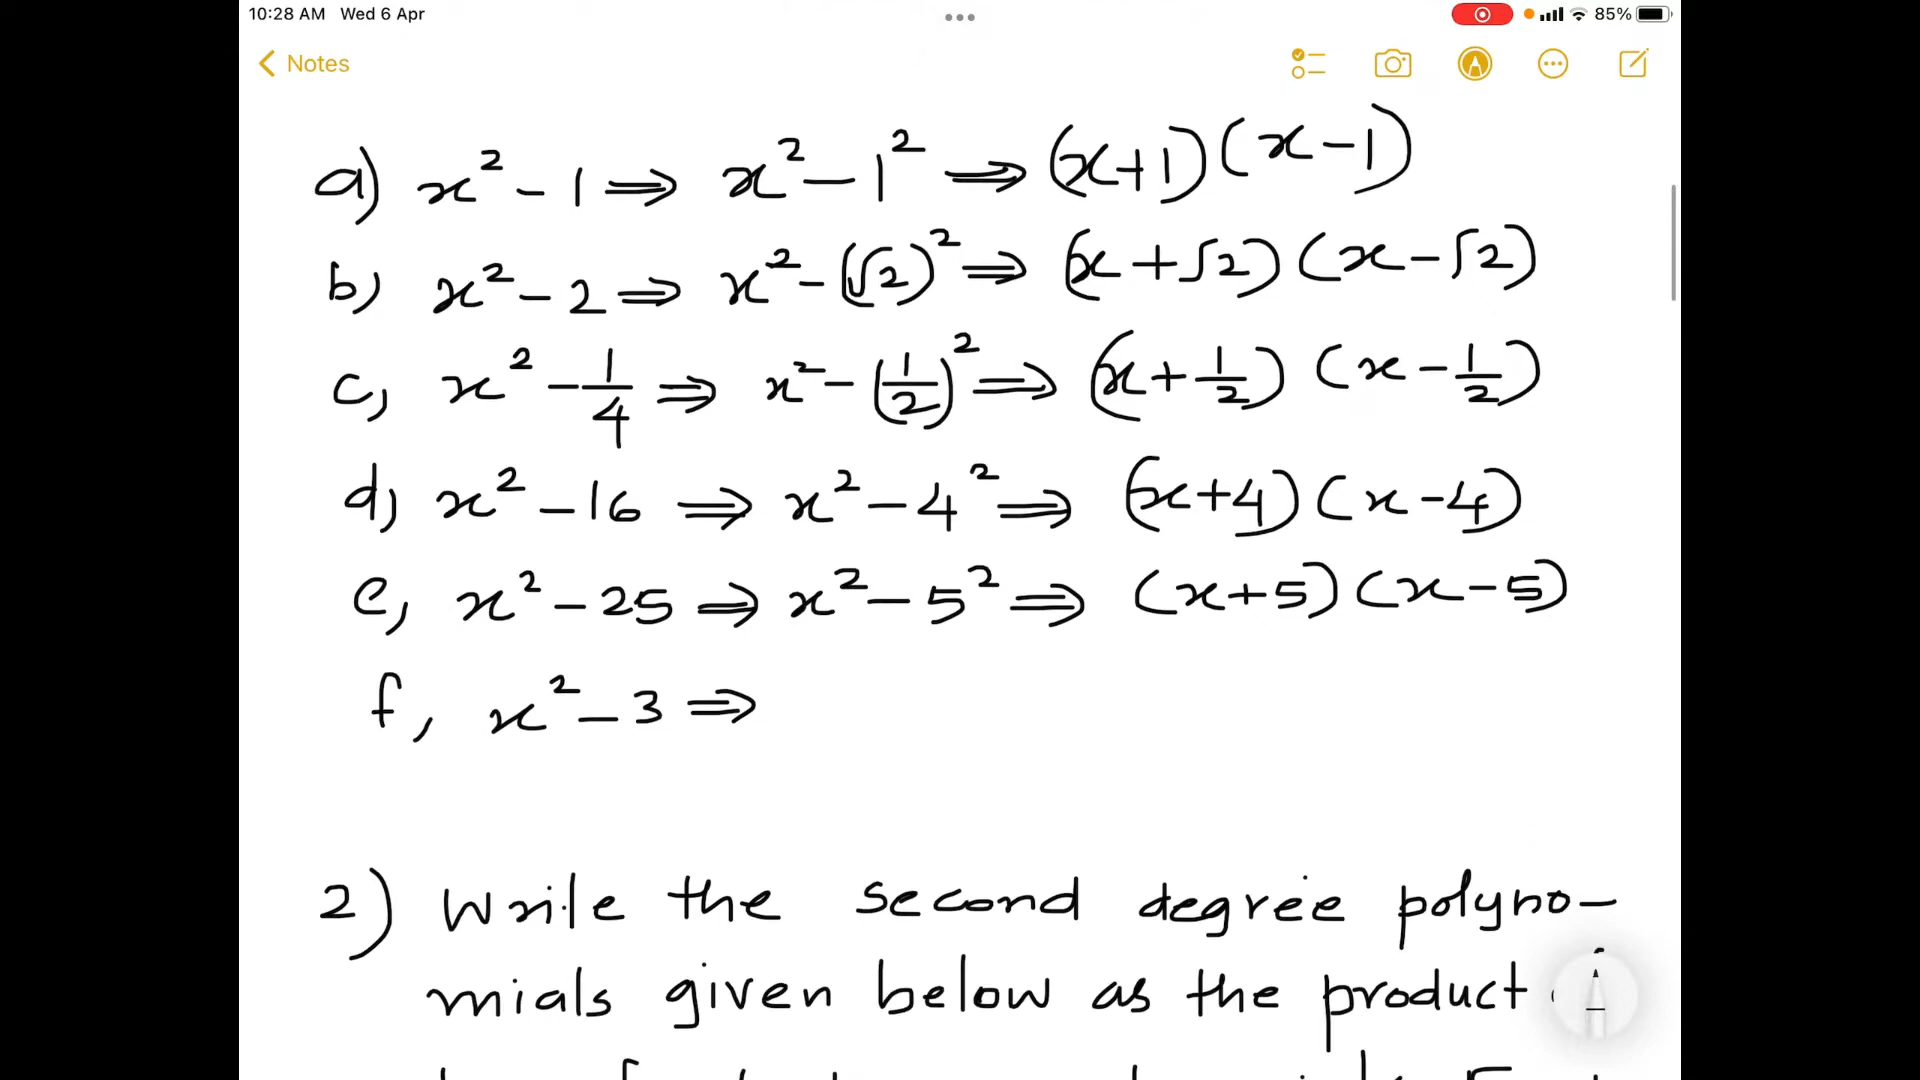 10:28 AM Wed 6 Apr 85%
Notes
a) x² - 1 ⇒ x² - 1² ⇒ (x+1)(x-1)
b) x² - 2 ⇒ x² - (√2)² ⇒ (x+√2)(x-√2)
c, x² - 1/4 ⇒ x² - (1/2)² ⇒ (x+1/2)(x-1/2)
d, x² - 16 ⇒ x² - 4² ⇒ (x+4)(x-4)
e, x² - 25 ⇒ x² - 5² ⇒ (x+5)(x-5)
f, x² - 3 ⇒
2) Write the second degree polyno-
mials given below as the product